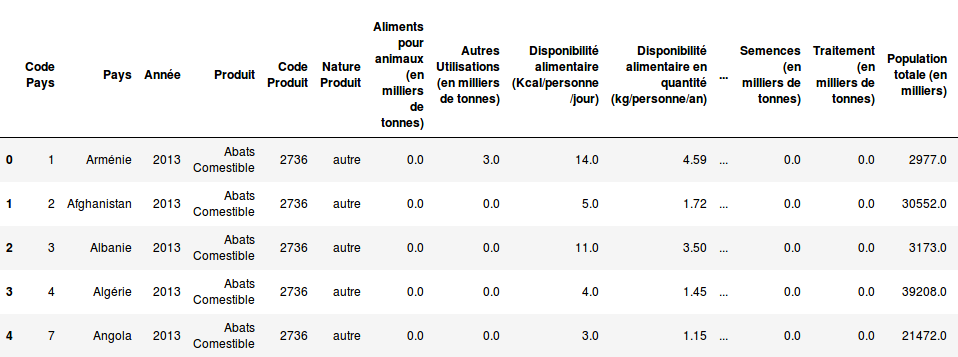 Code Pays Pays Année Produit Code Produit Nature Produit Aliments pour animaux (en milliers de tonnes) Autres Utilisations (en milliers de tonnes) Disponibilité alimentaire (Kcal/personne /jour) Disponibilité alimentaire en quantité (kg/personne/an) ... Semences (en milliers de tonnes) Traitement (en milliers de tonnes) Population totale (en milliers)
0 1 Arménie 2013 Abats Comestible 2736 autre 0.0 3.0 14.0 4.59 ... 0.0 0.0 2977.0
1 2 Afghanistan 2013 Abats Comestible 2736 autre 0.0 0.0 5.0 1.72 ... 0.0 0.0 30552.0
2 3 Albanie 2013 Abats Comestible 2736 autre 0.0 0.0 11.0 3.50 ... 0.0 0.0 3173.0
3 4 Algérie 2013 Abats Comestible 2736 autre 0.0 0.0 4.0 1.45 ... 0.0 0.0 39208.0
4 7 Angola 2013 Abats Comestible 2736 autre 0.0 0.0 3.0 1.15 ... 0.0 0.0 21472.0